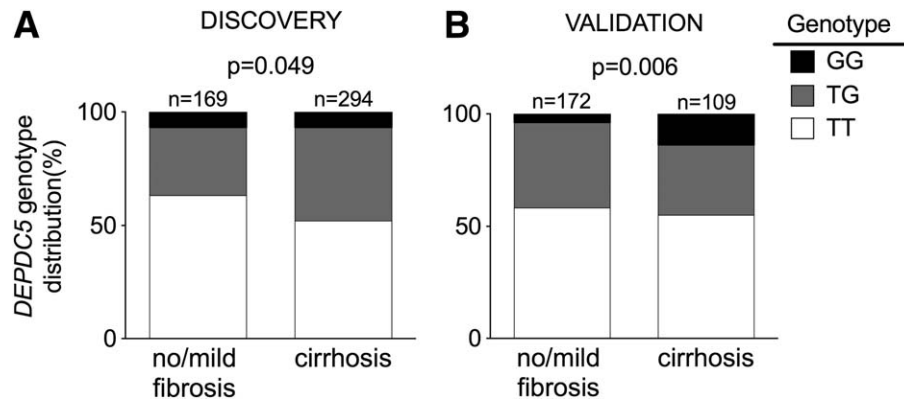 A
DISCOVERY
p=0.049
n=169
n=294
100
50
0
DEPDC5 genotype
distribution(%)
no/mild
fibrosis
cirrhosis
B
VALIDATION
p=0.006
n=172
n=109
100
50
0
no/mild
fibrosis
cirrhosis
Genotype
GG
TG
TT